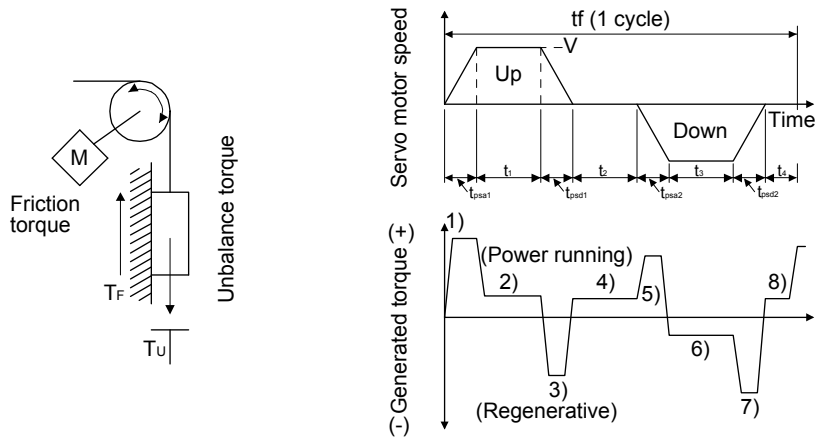 M
Friction
torque
TF
TU
Unbalance torque
Servo motor speed
tf (1 cycle)
V
Up
Down
Time
tpsa1
t1
tpsd1
t2
tpsa2
t3
tpsd2
t4
Generated torque
(+)
(-)
1)
(Power running)
2)
3)
(Regenerative)
4)
5)
6)
7)
8)